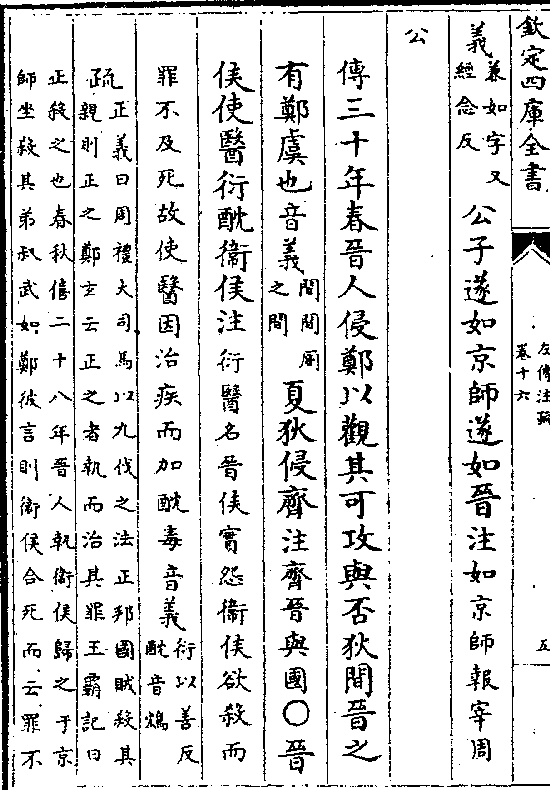 欽定四庫全書
左傳注疏
卷十六
五
義兼如字又
經念反
公子遂如京師遂如晉注如京師報宰周
公
傳三十年春晉人侵鄭以觀其可攻與否狄間晉之
有鄭虞也音義間間厠
之間
夏狄侵齊注齊晉與國○晉
侯使醫衍酖衞侯注衍醫名晉侯實怨衞侯欲殺而
罪不及死故使醫因治疾而加酖毒音義衍以善反
酖音鴆
疏正義曰周禮大司馬以九伐之法正邦國賊殺其
親則正之鄭玄云正之者執而治其罪王霸記曰
正殺之也春秋僖二十八年晉人執衞侯歸之于京
師坐殺其弟叔武如鄭彼言則衞侯合死而云罪不